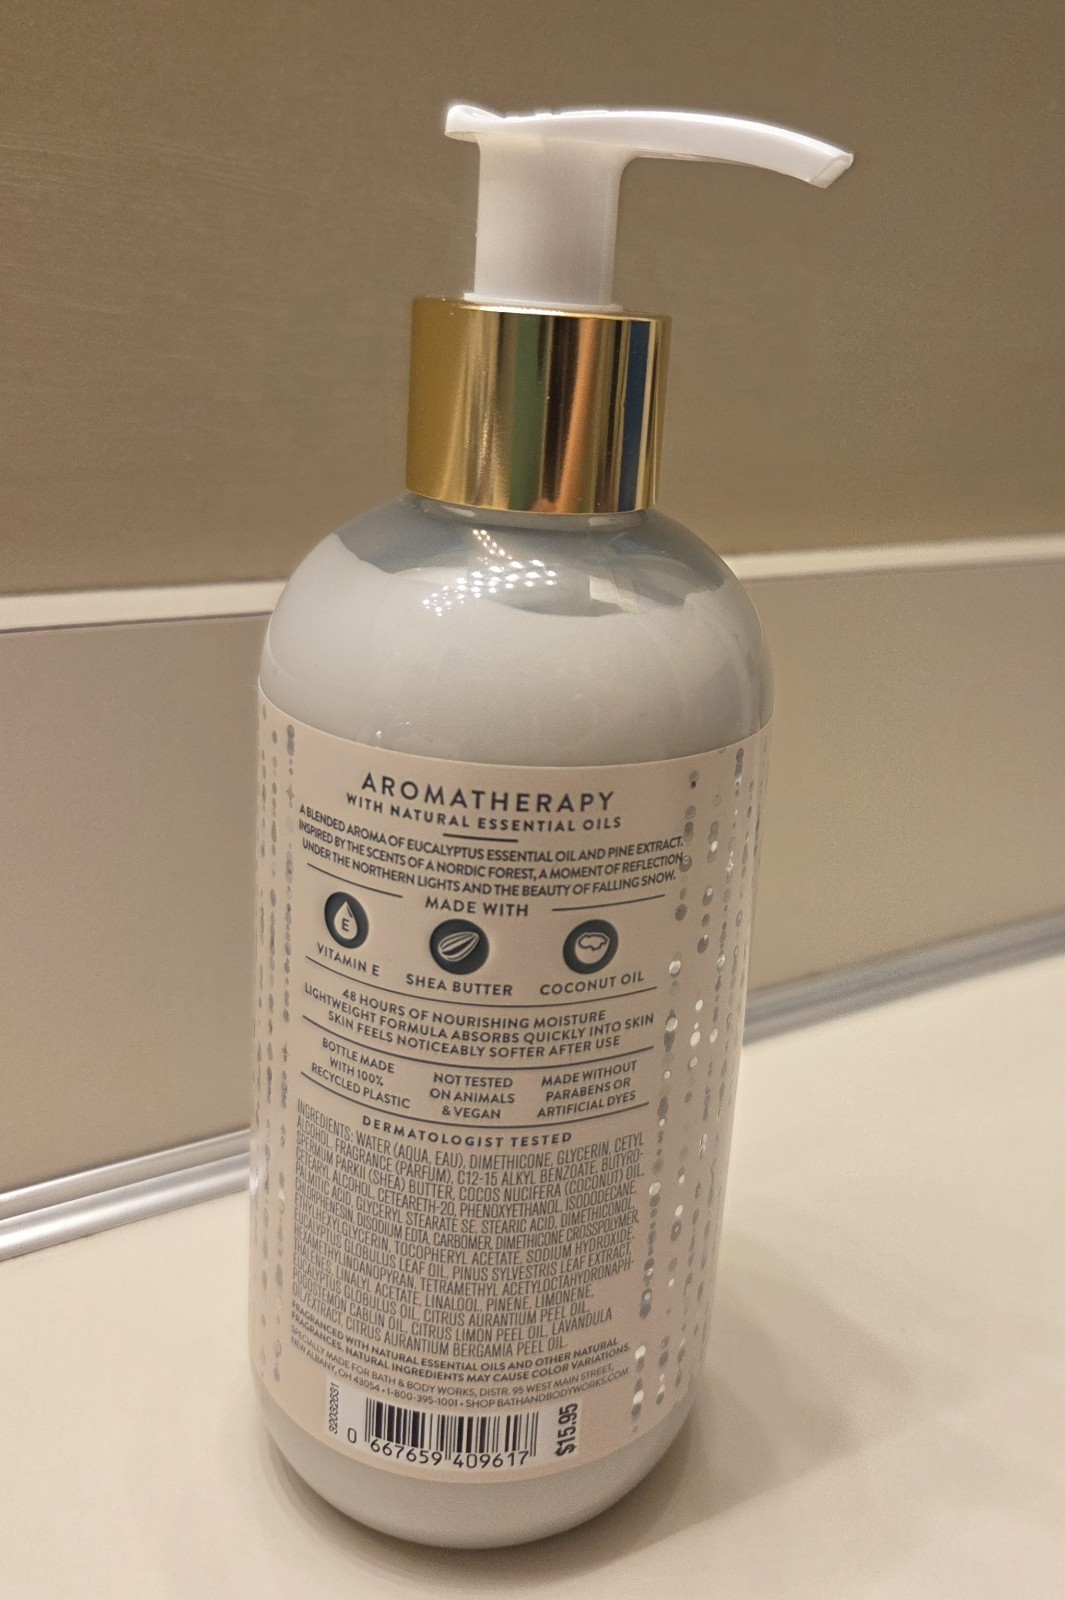 AROMATHERAPY
WITH NATURAL ESSENTIAL OILS
A BLENDED AROMA OF EUCALYPTUS ESSENTIAL OIL AND PINE EXTRACT.
INSPIRED BY THE SCENTS OF A NORDIC FOREST, A MOMENT OF REFLECTION
UNDER THE NORTHERN LIGHTS AND THE BEAUTY OF FALLING SNOW.
MADE WITH
E
VITAMIN E
SHEA BUTTER
COCONUT OIL
48 HOURS OF NOURISHING MOISTURE
LIGHTWEIGHT FORMULA ABSORBS QUICKLY INTO SKIN
SKIN FEELS NOTICEABLY SOFTER AFTER USE
BOTTLE MADE
WITH 100%
RECYCLED PLASTIC
NOT TESTED
ON ANIMALS
& VEGAN
MADE WITHOUT
PARABENS OR
ARTIFICIAL DYES
DERMATOLOGIST TESTED
INGREDIENTS: WATER (AQUA, EAU), DIMETHICONE, GLYCERIN, CETYL
ALCOHOL, FRAGRANCE (PARFUM), C12-15 ALKYL BENZOATE, BUTYRO-
SPERMUM PARKII (SHEA) BUTTER, COCOS NUCIFERA (COCONUT) OIL,
CETEARYL ALCOHOL, CETEARETH-20, PHENOXYETHANOL, ISODODECANE,
PALMITIC ACID, GLYCERYL STEARATE SE, STEARIC ACID, DIMETHICONOL,
CHLORPHENESIN, DISODIUM EDTA, CARBOMER, DIMETHICONE CROSSPOLYMER,
ETHYLHEXYLGLYCERIN, TOCOPHERYL ACETATE, SODIUM HYDROXIDE,
EUCALYPTUS GLOBULUS LEAF OIL, PINUS SYLVESTRIS LEAF EXTRACT,
HEXAMETHYLINDANOPYRAN, TETRAMETHYL ACETYLOCTAHYDRONAPH-
THALENES, LINALYL ACETATE, LINALOOL, PINENE, LIMONENE,
EUCALYPTUS GLOBULUS OIL, CITRUS AURANTIUM PEEL OIL,
POGOSTEMON CABLIN OIL, CITRUS LIMON PEEL OIL, LAVANDULA
OIL/EXTRACT, CITRUS AURANTIUM BERGAMIA PEEL OIL.
FRAGRANCED WITH NATURAL ESSENTIAL OILS AND OTHER NATURAL
FRAGRANCES. NATURAL INGREDIENTS MAY CAUSE COLOR VARIATIONS.
SPECIALLY MADE FOR BATH & BODY WORKS, DISTR. 95 WEST MAIN STREET,
NEW ALBANY, OH 43054 • 1-800-395-1001 • SHOP BATHANDBODYWORKS.COM
32032631
0 667659 409617
$15.95